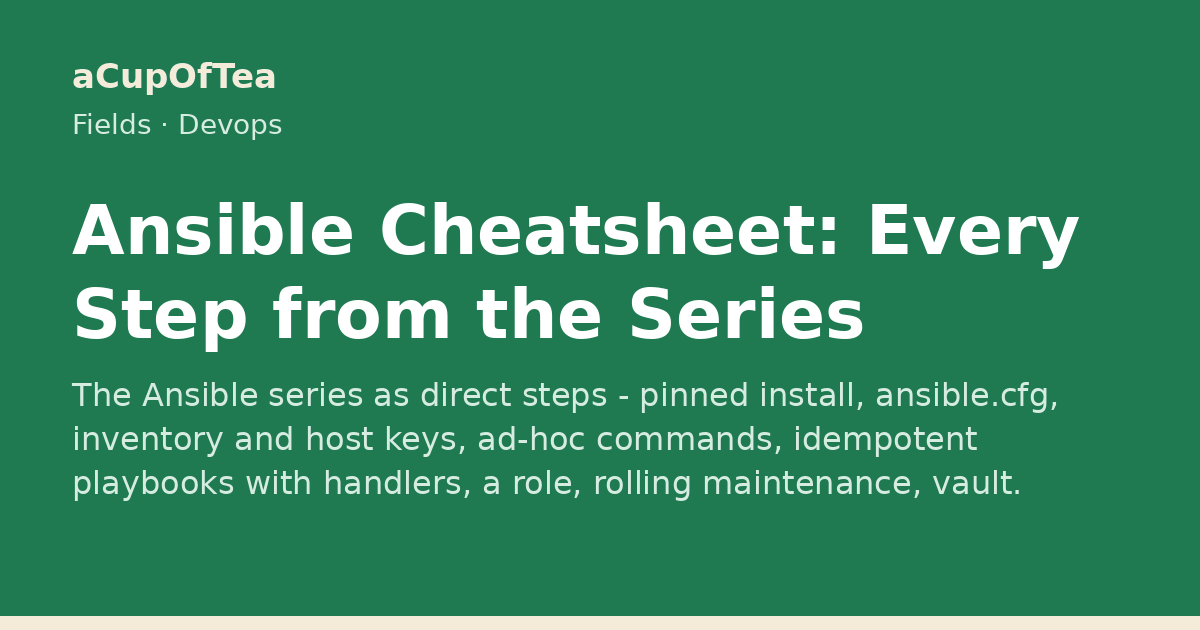 aCupOfTea
Fields · Devops
Ansible Cheatsheet: Every
Step from the Series
The Ansible series as direct steps - pinned install, ansible.cfg,
inventory and host keys, ad-hoc commands, idempotent
playbooks with handlers, a role, rolling maintenance, vault.